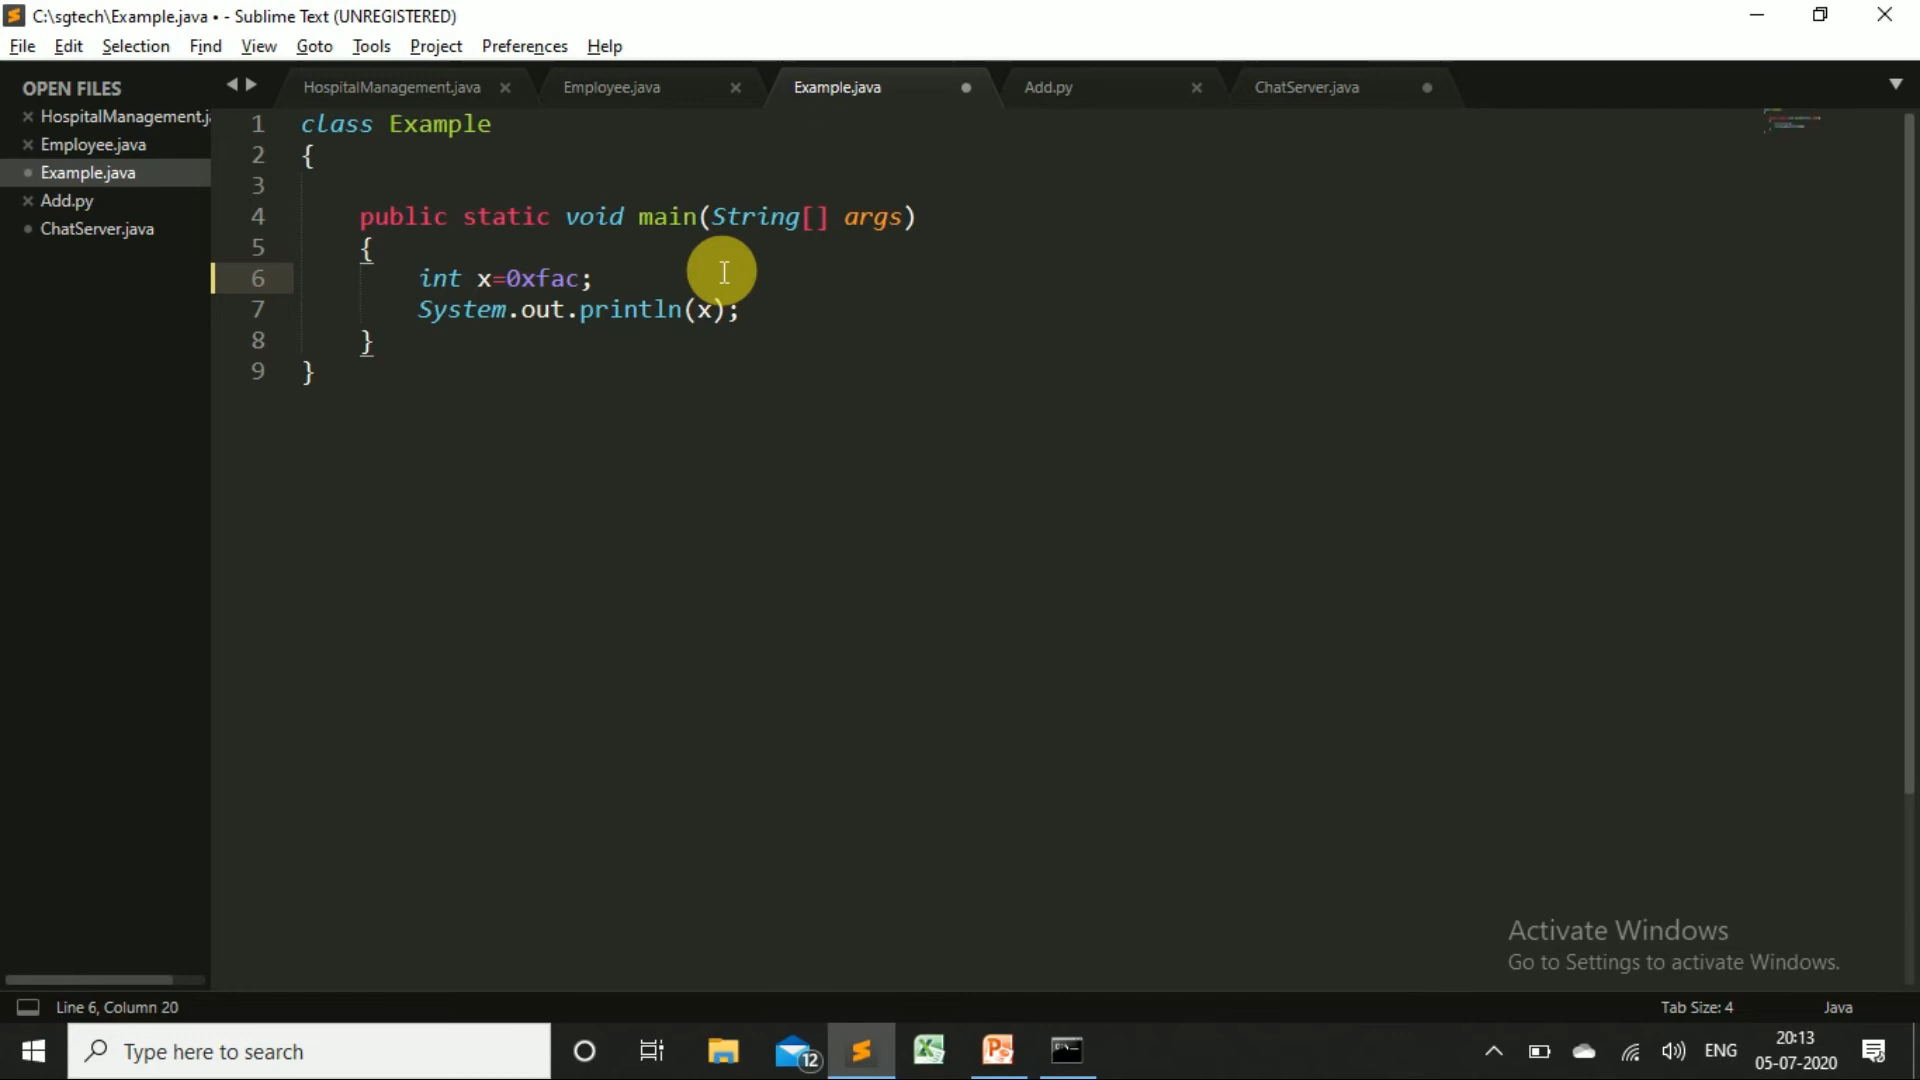 C:\sgtech\Example.java • - Sublime Text (UNREGISTERED)
File Edit Selection Find View Goto Tools Project Preferences Help
OPEN FILES
HospitalManagement.ja
Employee.java
Example.java
Add.py
ChatServer.java
HospitalManagement.java Employee.java Example.java Add.py ChatServer.java
1 class Example
2 {
3
4 public static void main(String[] args)
5 {
6 int x=0xfac;
7 System.out.println(x);
8 }
9 }
Activate Windows
Go to Settings to activate Windows.
Line 6, Column 20 Tab Size: 4 Java
Type here to search 12 ENG 20:13
05-07-2020